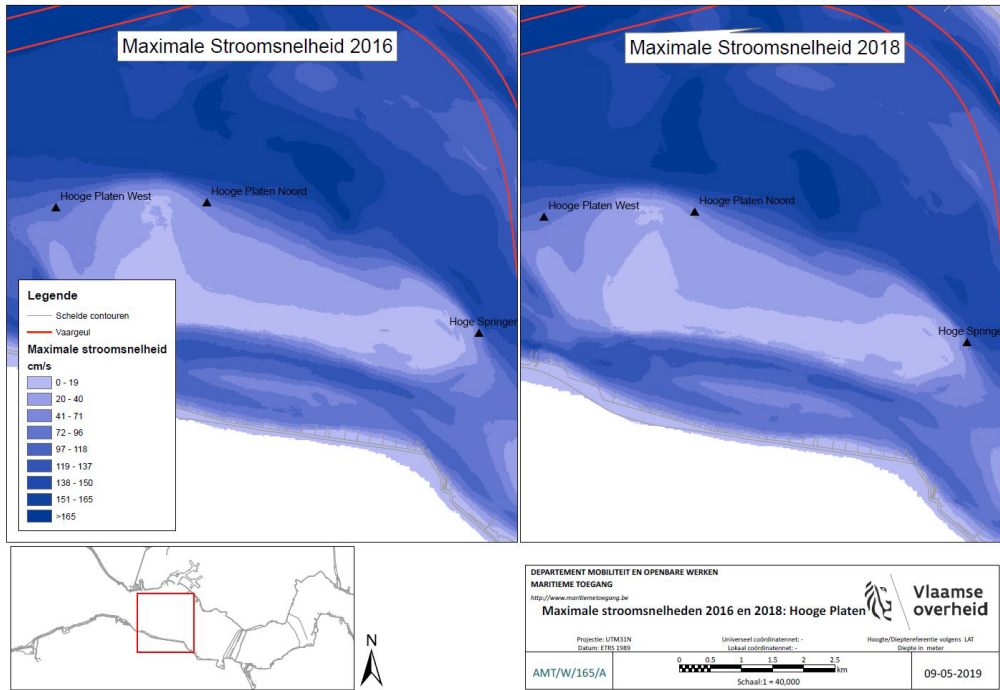 Maximale Stroomsnelheid 2016
Hooge Platen West
Hooge Platen Noord
Hoge Springer
Legende
Schelde contouren
Vaargeul
Maximale stroomsnelheid
cm/s
0 - 19
20 - 40
41 - 71
72 - 96
97 - 118
119 - 137
138 - 150
151 - 165
>165
Maximale Stroomsnelheid 2018
Hooge Platen West
Hooge Platen Noord
Hoge Springer
N
DEPARTEMENT MOBILITEIT EN OPENBARE WERKEN
MARITIEME TOEGANG
http://www.maritiemetoegang.be
Maximale stroomsnelheden 2016 en 2018: Hooge Platen
Vlaamse
overheid
Projectie: UTM31N
Datum: ETRS 1989
Universeel coördinatennet: -
Lokaal coördinatennet: -
Hoogte/Dieptereferentie volgens LAT
Diepte in meter
AMT/W/165/A
0 0.5 1 1.5 2 2.5
km
Schaal:1 = 40,000
09-05-2019